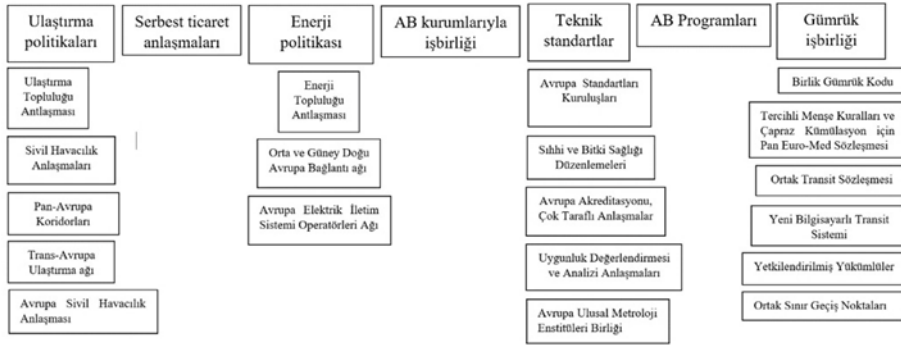 Ulaştırma
politikaları
Serbest ticaret
anlaşmaları
Enerji
politikası
AB kurumlarıyla
işbirliği
Teknik
standartlar
AB Programları
Gümrük
işbirliği
Ulaştırma
Topluluğu
Antlaşması
Sivil Havacılık
Anlaşmaları
Pan-Avrupa
Koridorları
Trans-Avrupa
Ulaştırma ağı
Avrupa Sivil Havacılık
Anlaşması
Enerji
Topluluğu
Antlaşması
Orta ve Güney Doğu
Avrupa Bağlantı ağı
Avrupa Elektrik İletim
Sistemi Operatörleri Ağı
Avrupa Standartları
Kuruluşları
Sıhhi ve Bitki Sağlığı
Düzenlemeleri
Avrupa Akreditasyonu,
Çok Taraflı Anlaşmalar
Uygunluk Değerlendirmesi
ve Analizi Anlaşmaları
Avrupa Ulusal Metroloji
Enstitüleri Birliği
Birlik Gümrük Kodu
Tercihli Menşe Kuralları ve
Çapraz Kümülasyon için
Pan Euro-Med Sözleşmesi
Ortak Transit Sözleşmesi
Yeni Bilgisayarlı Transit
Sistemi
Yetkilendirilmiş Yükümlüler
Ortak Sınır Geçiş Noktaları